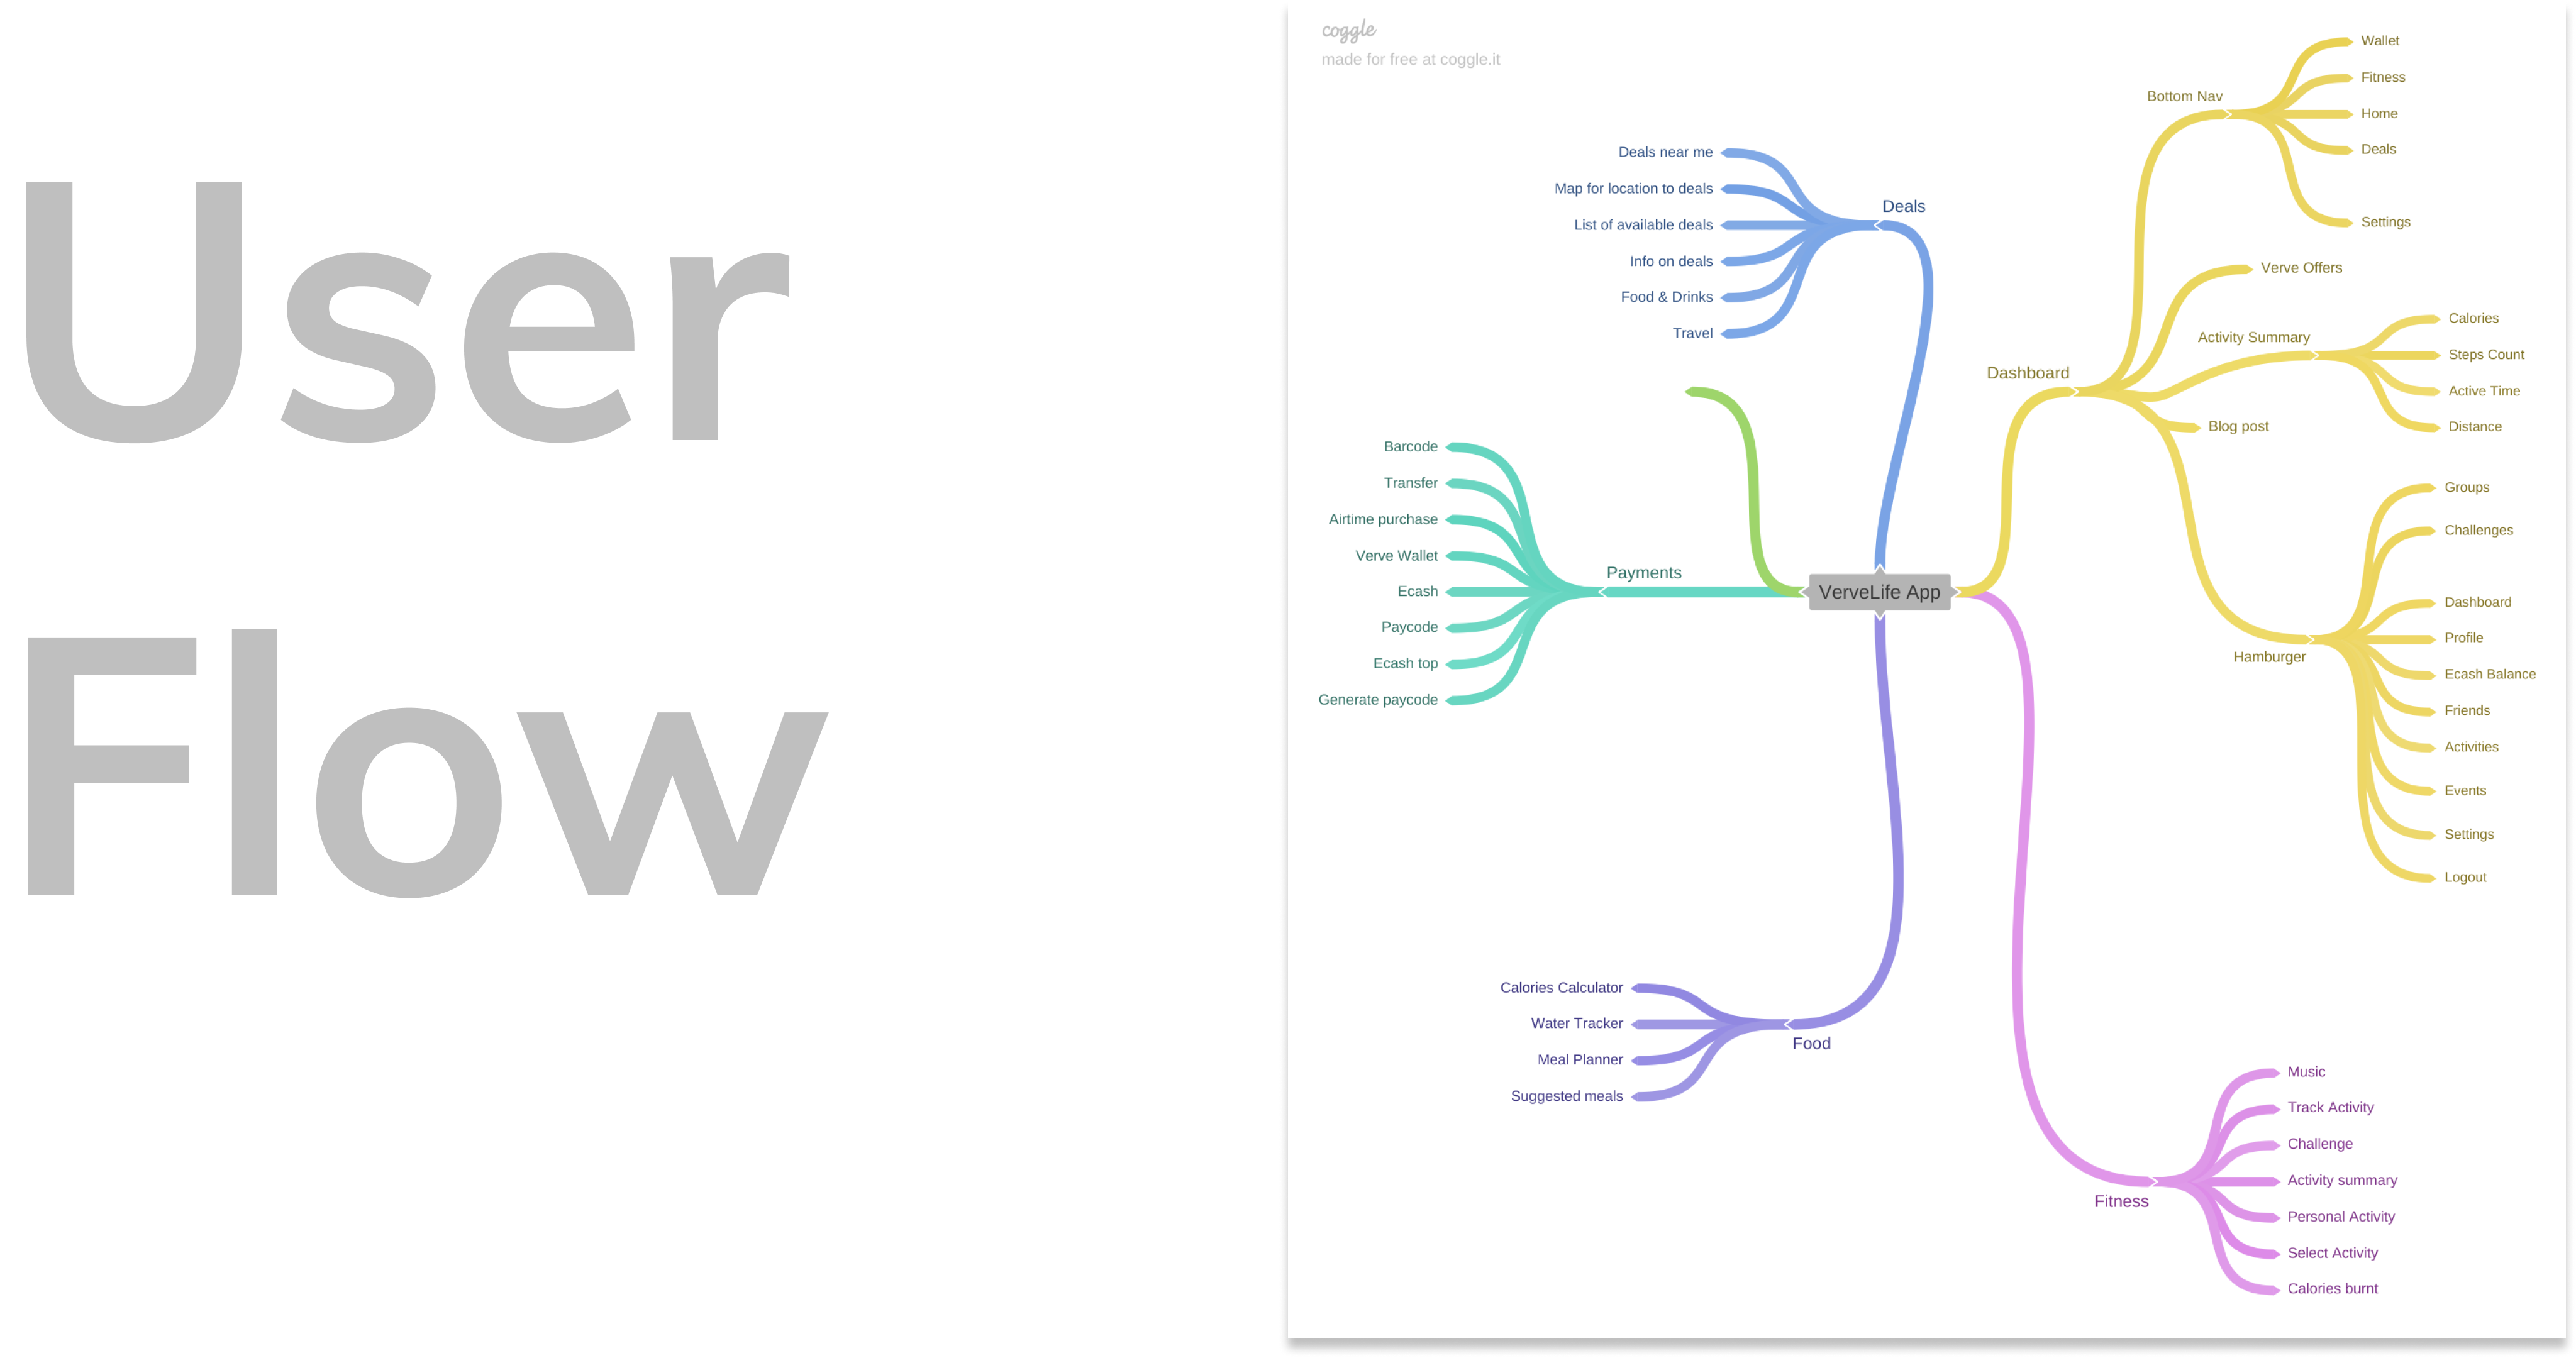 User
Flow
coggle
made for free at coggle.it
Deals
Deals near me
Map for location to deals
List of available deals
Info on deals
Food & Drinks
Travel
Payments
Barcode
Transfer
Airtime purchase
Verve Wallet
Ecash
Paycode
Ecash top
Generate paycode
VerveLife App
Food
Calories Calculator
Water Tracker
Meal Planner
Suggested meals
Dashboard
Bottom Nav
Wallet
Fitness
Home
Deals
Settings
Verve Offers
Activity Summary
Calories
Steps Count
Active Time
Distance
Blog post
Hamburger
Groups
Challenges
Dashboard
Profile
Ecash Balance
Friends
Activities
Events
Settings
Logout
Fitness
Music
Track Activity
Challenge
Activity summary
Personal Activity
Select Activity
Calories burnt